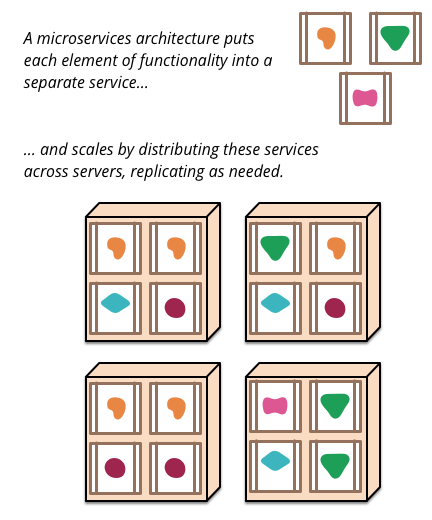 A microservices architecture puts
each element of functionality into a
separate service...
... and scales by distributing these services
across servers, replicating as needed.